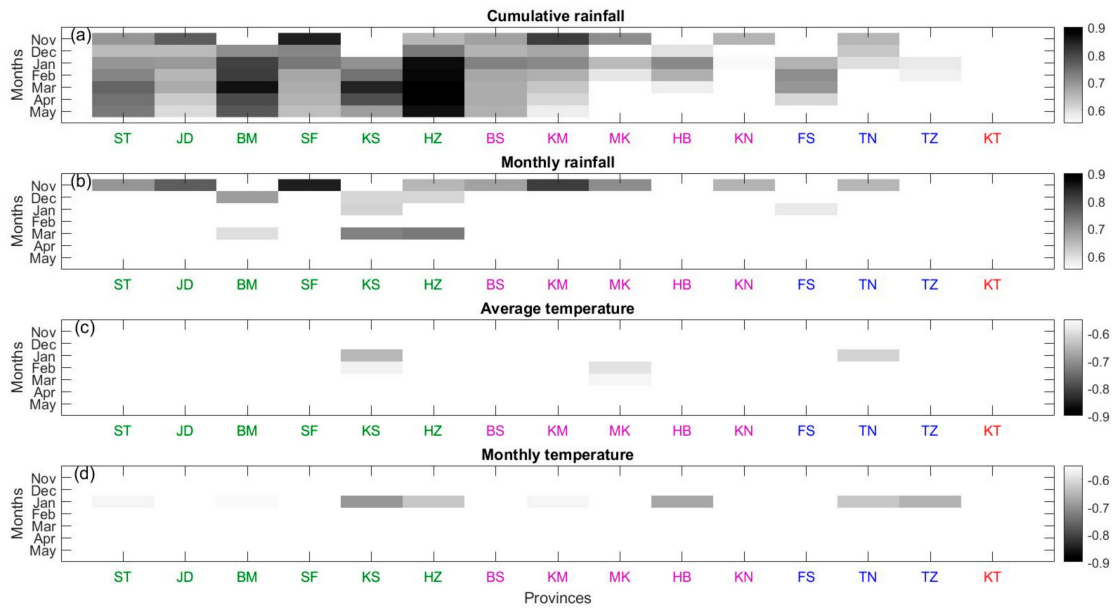 Cumulative rainfall
(a)
Months
Nov
Dec
Jan
Feb
Mar
Apr
May
ST JD BM SF KS HZ BS KM MK HB KN FS TN TZ KT
0.9
0.8
0.7
0.6
Monthly rainfall
(b)
Months
Nov
Dec
Jan
Feb
Mar
Apr
May
ST JD BM SF KS HZ BS KM MK HB KN FS TN TZ KT
0.9
0.8
0.7
0.6
Average temperature
(c)
Months
Nov
Dec
Jan
Feb
Mar
Apr
May
ST JD BM SF KS HZ BS KM MK HB KN FS TN TZ KT
-0.6
-0.7
-0.8
-0.9
Monthly temperature
(d)
Months
Nov
Dec
Jan
Feb
Mar
Apr
May
ST JD BM SF KS HZ BS KM MK HB KN FS TN TZ KT
-0.6
-0.7
-0.8
-0.9
Provinces